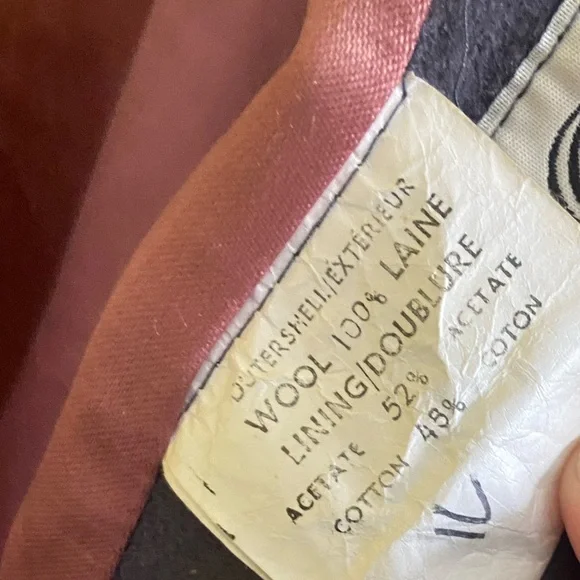 OUTERSHELL/EXTÉRIEUR
WOOL 100% LAINE
LINING/DOUBLURE
ACETATE 52% ACETATE
COTTON 48% COTON